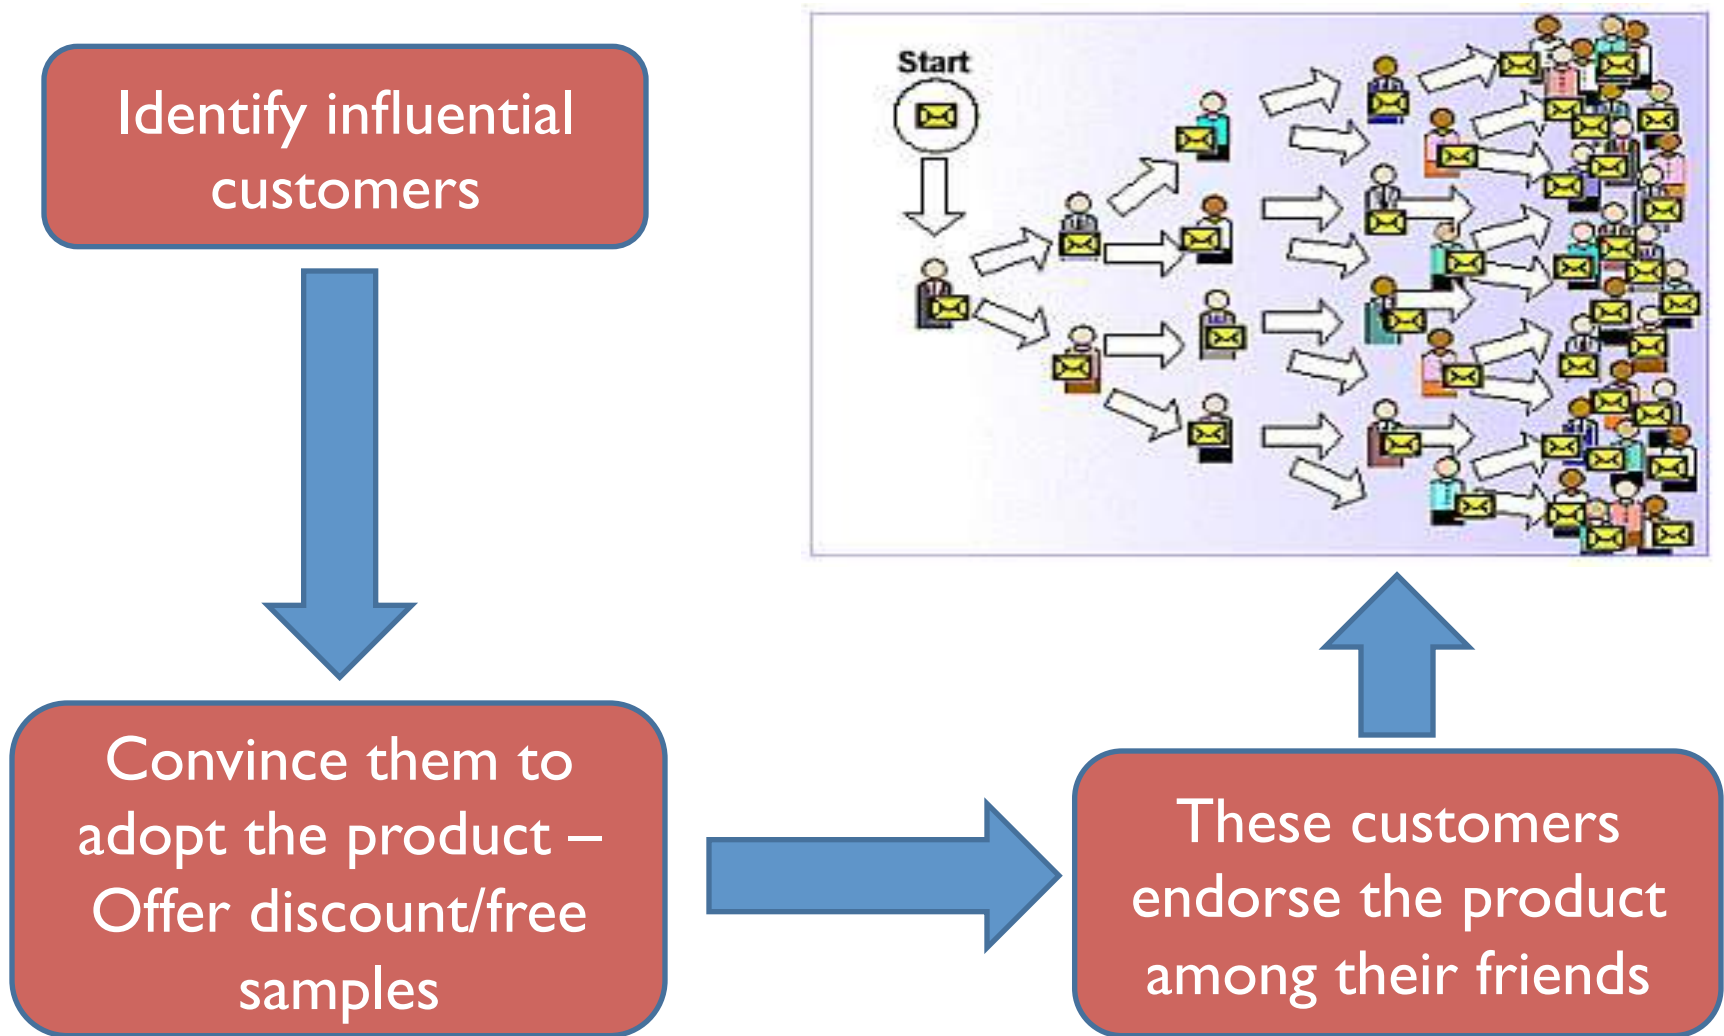 Identify influential
customers
Start
Convince them to
adopt the product –
Offer discount/free
samples
These customers
endorse the product
among their friends